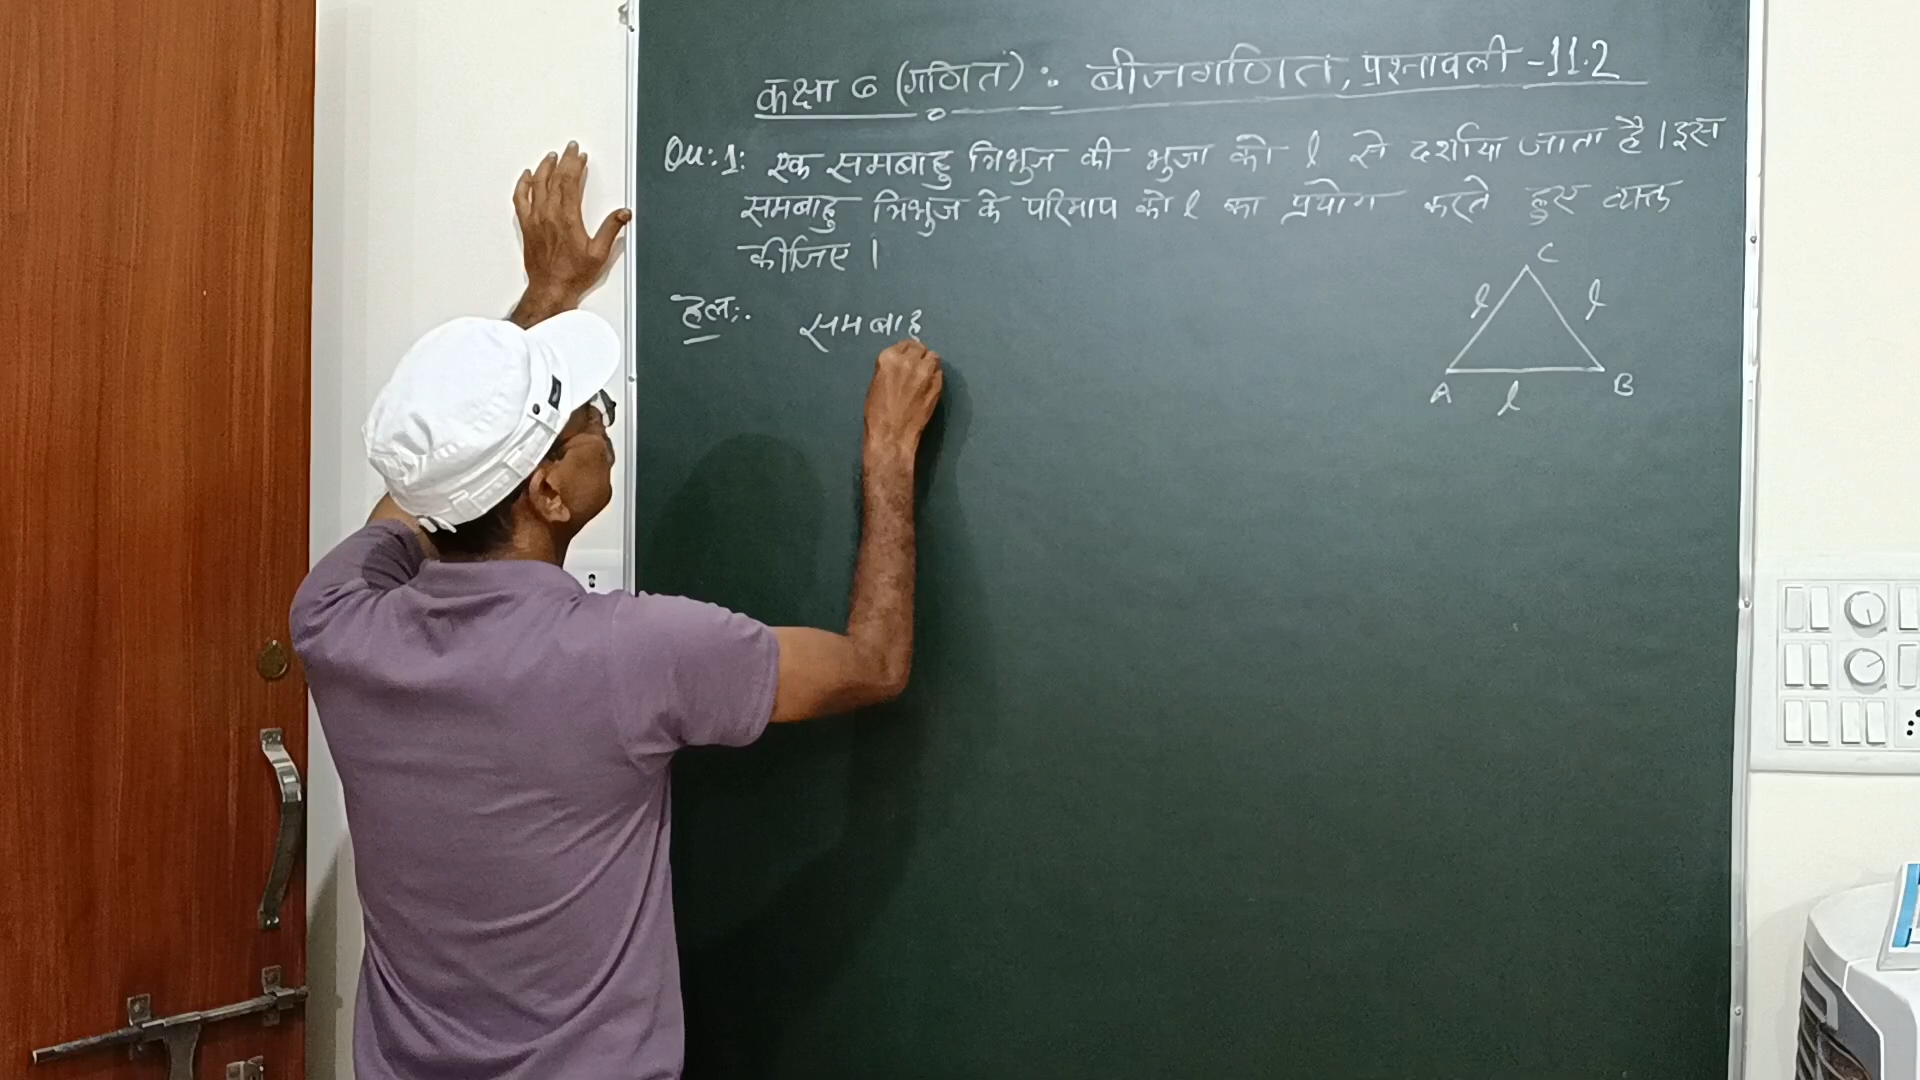 कक्षा 6 (गणित) :. बीजगणित, प्रश्नावली -11.2
Qu:1: एक समबाहु त्रिभुज की भुजा को l से दर्शाया जाता है । इस
समबाहु त्रिभुज के परिमाप को l का प्रयोग करते हुए व्यक्त
कीजिए ।
C
l l
A l B
हल:. समबाहु